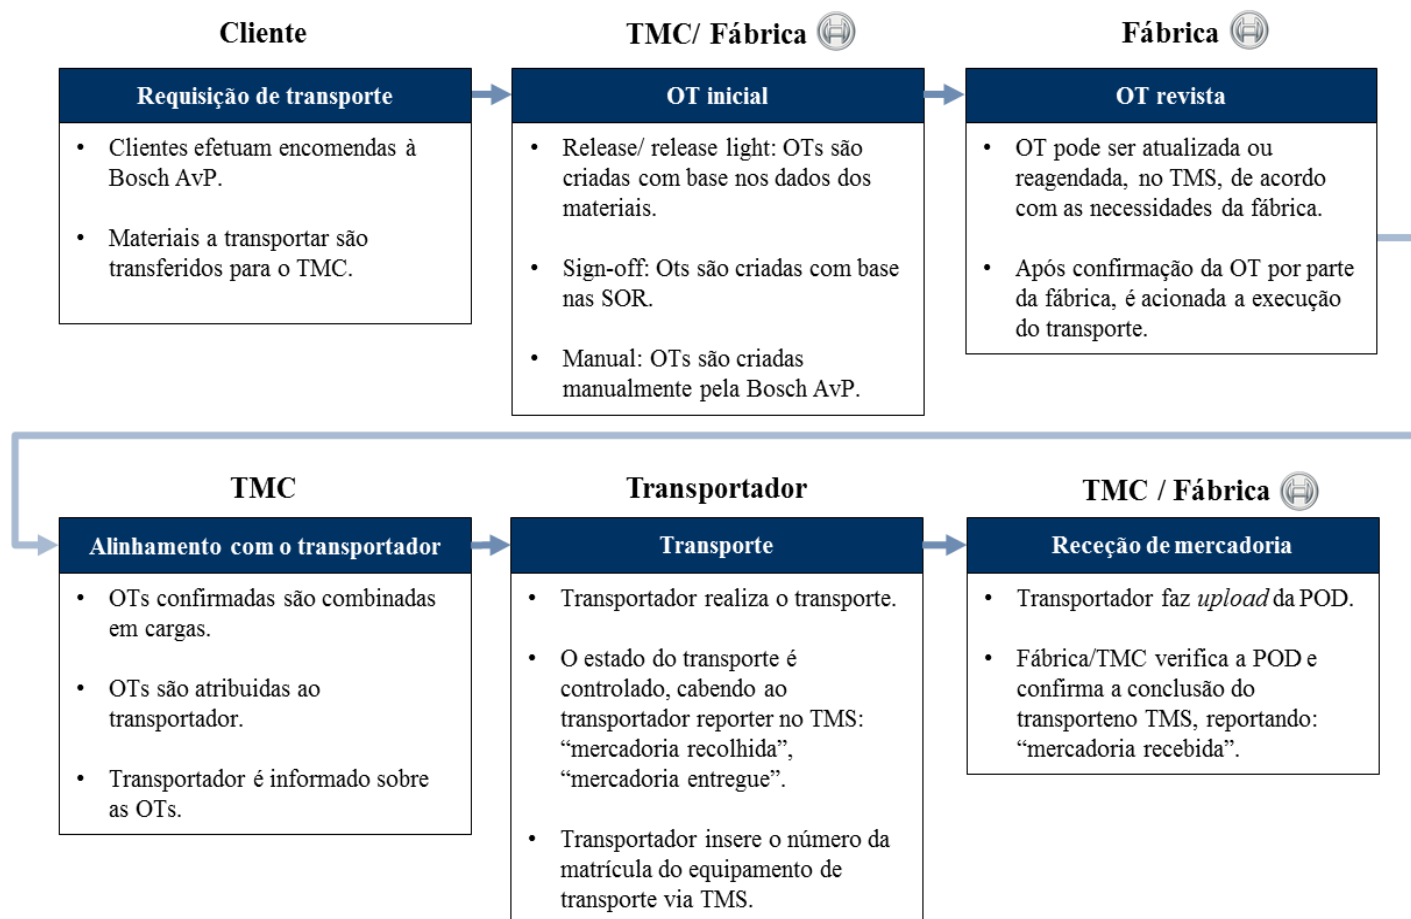 Cliente
Requisição de transporte
• Clientes efetuam encomendas à
Bosch AvP.
• Materiais a transportar são
transferidos para o TMC.
TMC/ Fábrica
OT inicial
• Release/ release light: OTs são
criadas com base nos dados dos
materiais.
• Sign-off: Ots são criadas com base
nas SOR.
• Manual: OTs são criadas
manualmente pela Bosch AvP.
Fábrica
OT revista
• OT pode ser atualizada ou
reagendada, no TMS, de acordo
com as necessidades da fábrica.
• Após confirmação da OT por parte
da fábrica, é acionada a execução
do transporte.
TMC
Alinhamento com o transportador
• OTs confirmadas são combinadas
em cargas.
• OTs são atribuidas ao
transportador.
• Transportador é informado sobre
as OTs.
Transportador
Transporte
• Transportador realiza o transporte.
• O estado do transporte é
controlado, cabendo ao
transportador reporter no TMS:
“mercadoria recolhida”,
“mercadoria entregue”.
• Transportador insere o número da
matrícula do equipamento de
transporte via TMS.
TMC / Fábrica
Receção de mercadoria
• Transportador faz upload da POD.
• Fábrica/TMC verifica a POD e
confirma a conclusão do
transporteno TMS, reportando:
“mercadoria recebida”.